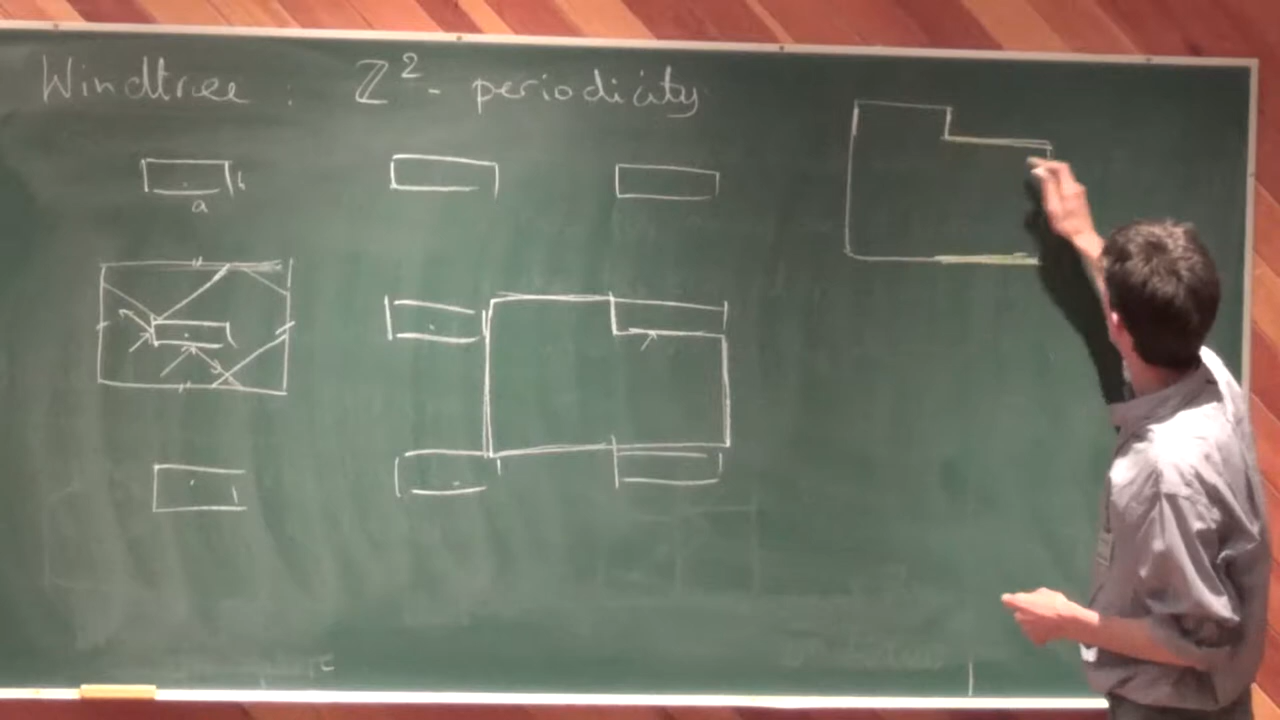 Windtree : ℤ² - periodicity
b
a